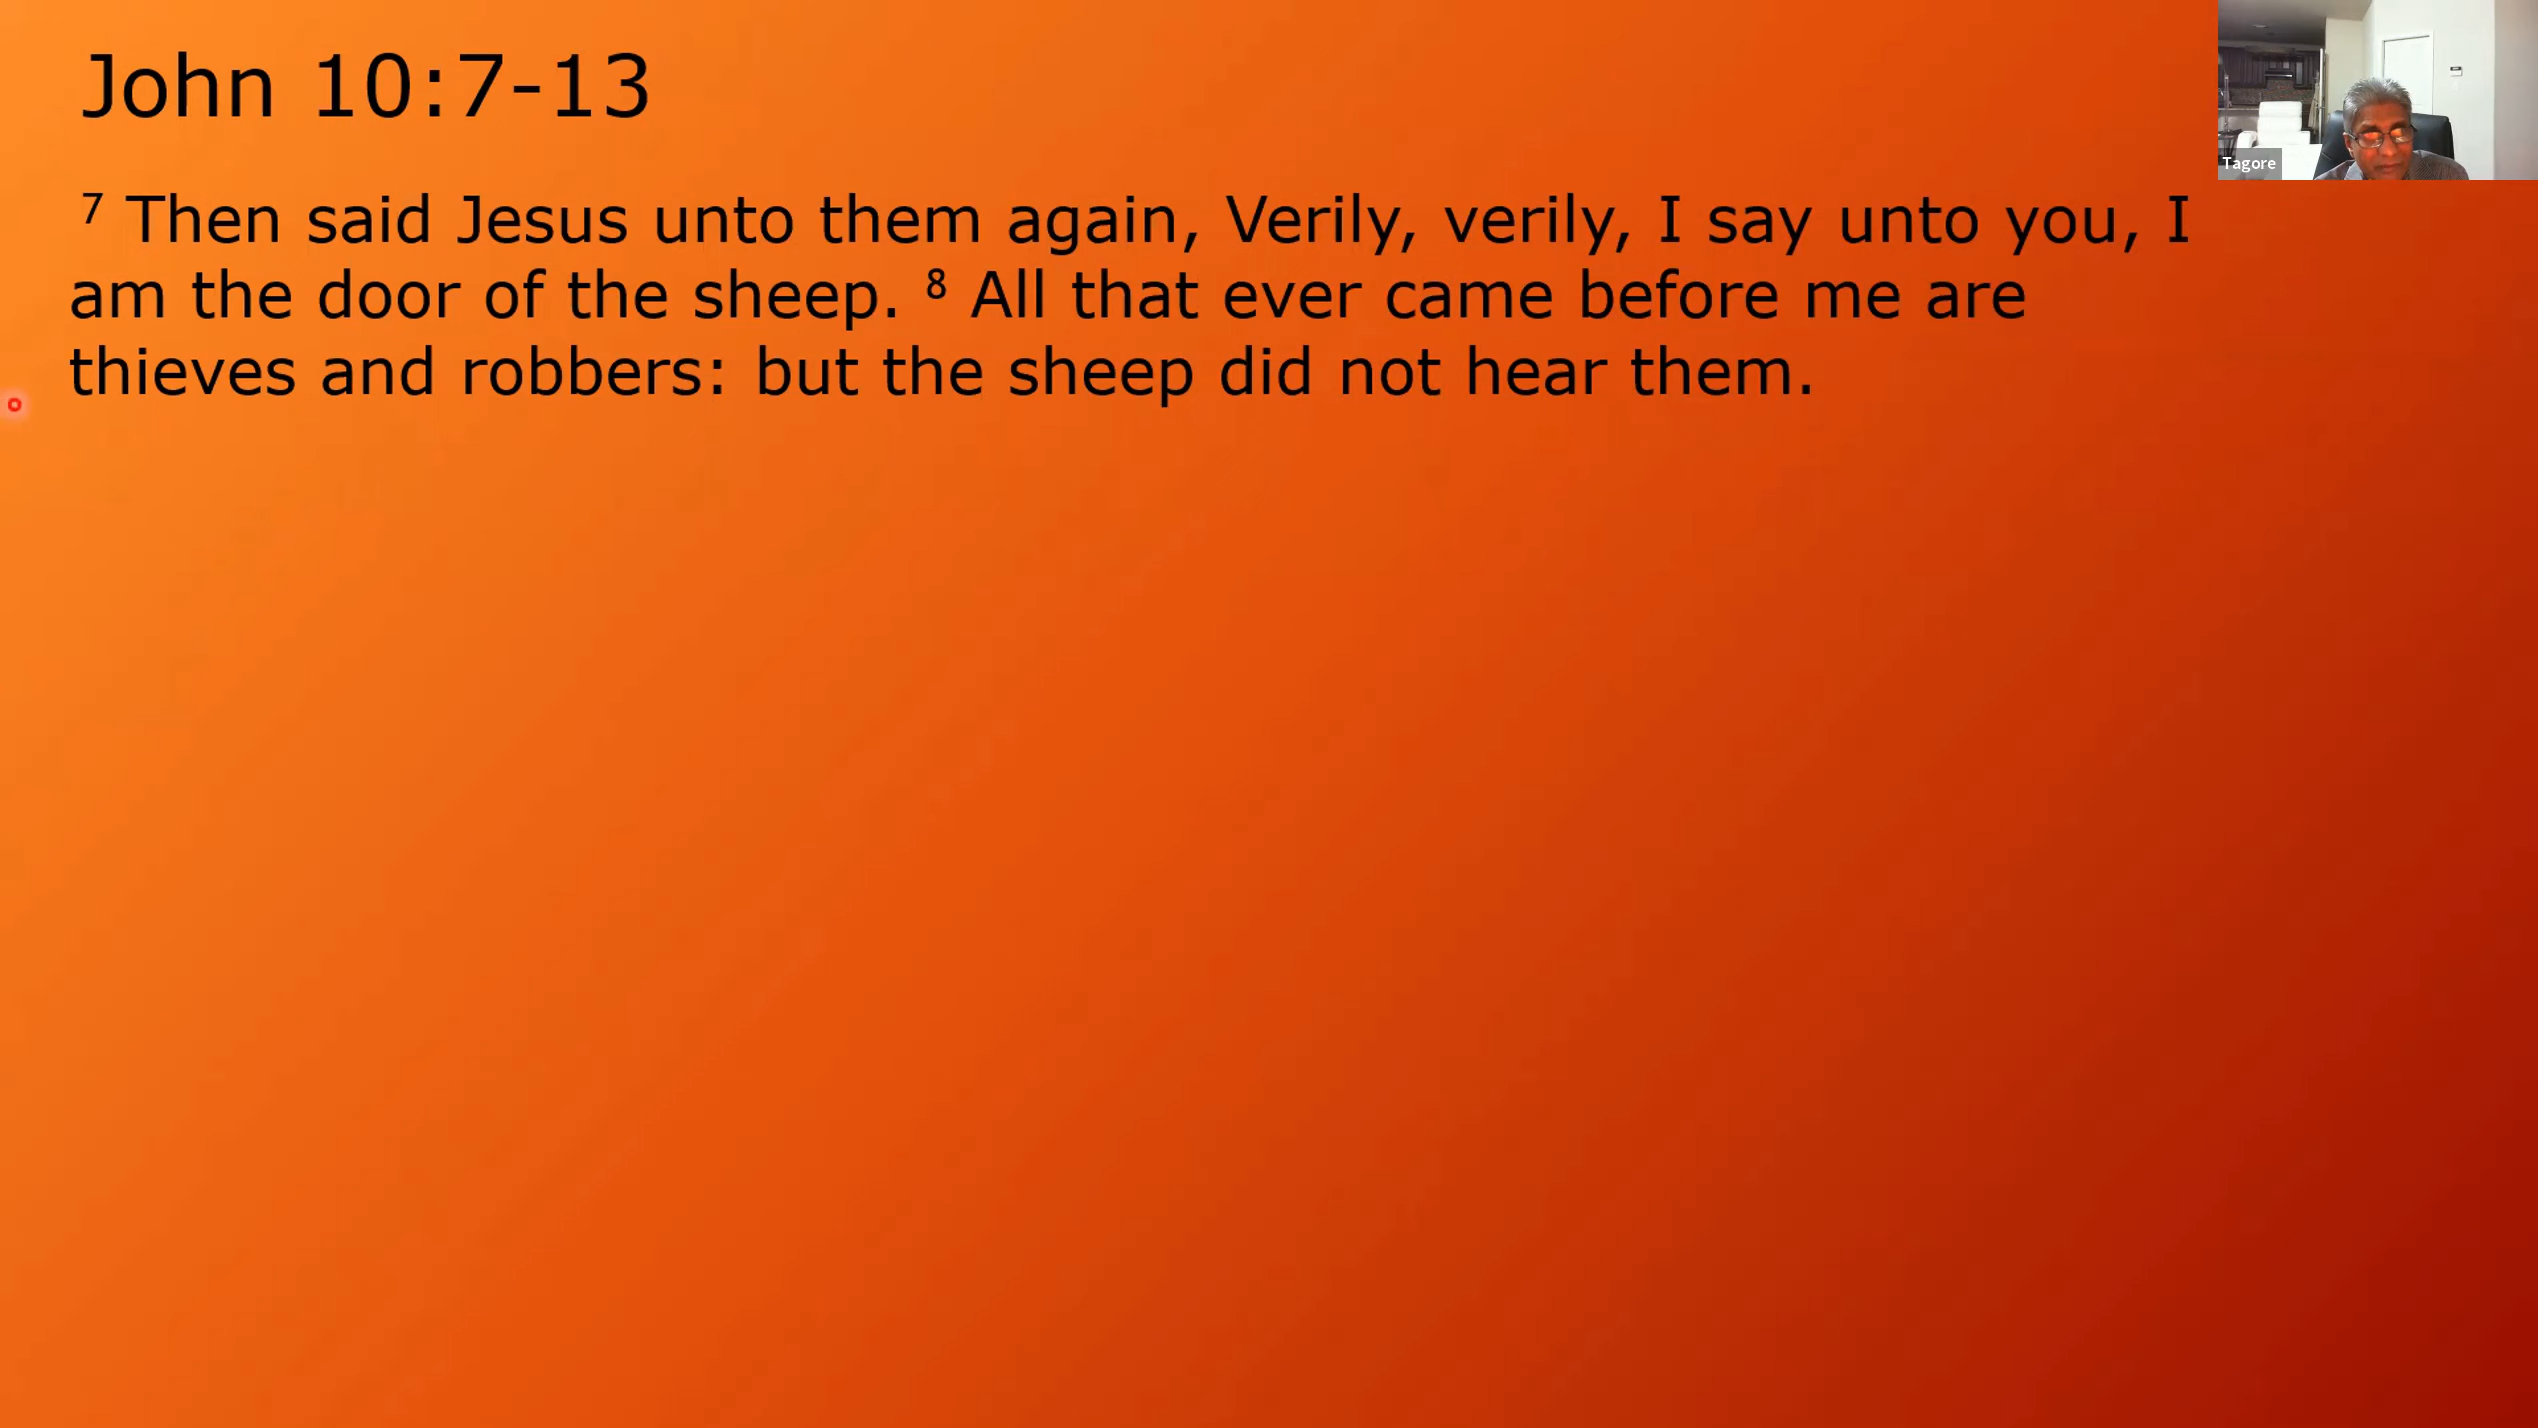 John 10:7-13
Tagore
7 Then said Jesus unto them again, Verily, verily, I say unto you, I
am the door of the sheep. 8 All that ever came before me are
thieves and robbers: but the sheep did not hear them.